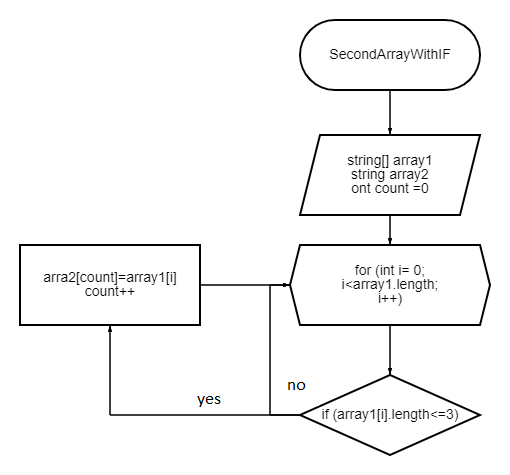 SecondArrayWithIF
string[] array1
string array2
ont count =0
for (int i= 0;
i<array1.length;
i++)
arra2[count]=array1[i]
count++
no
yes
if (array1[i].length<=3)